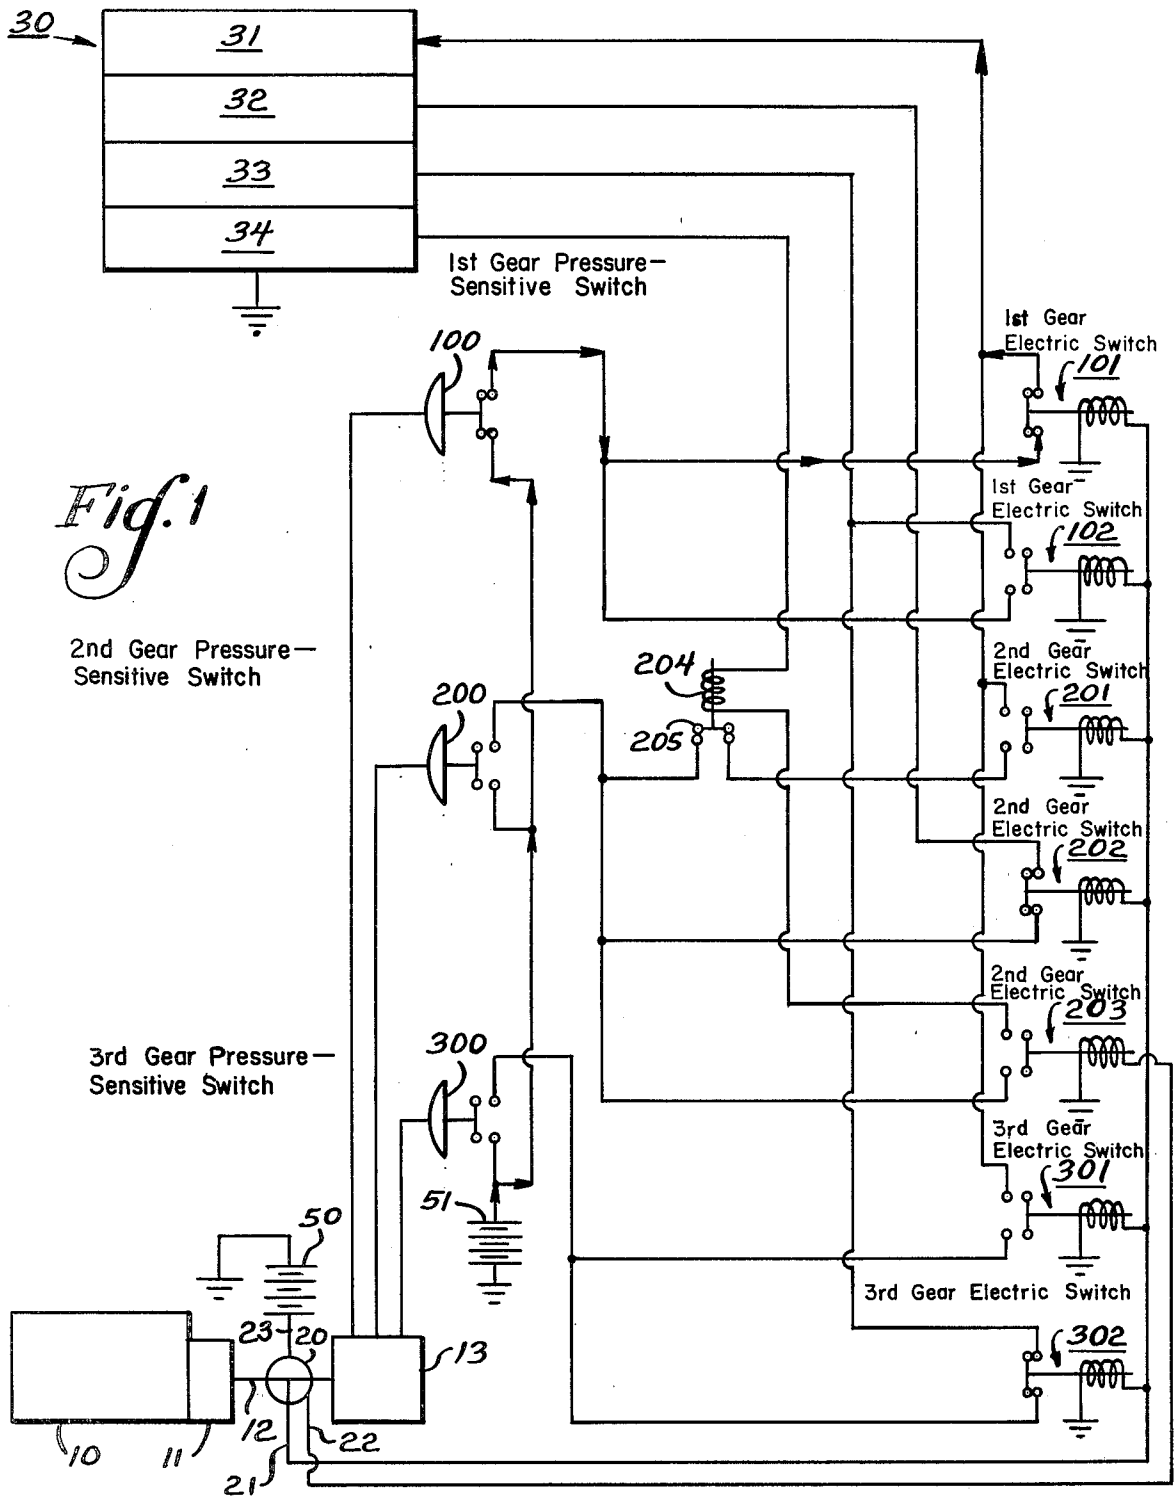 30
31
32
33
34
1st Gear Pressure—
Sensitive Switch
1st Gear
Electric Switch
100
101
Fig. 1
1st Gear
Electric Switch
102
2nd Gear Pressure—
Sensitive Switch
2nd Gear
Electric Switch
204
200
201
205
2nd Gear
Electric Switch
202
2nd Gear
Electric Switch
203
3rd Gear Pressure—
Sensitive Switch
300
3rd Gear
Electric Switch
301
51
50
3rd Gear Electric Switch
23
20
13
302
12
22
10
11
21